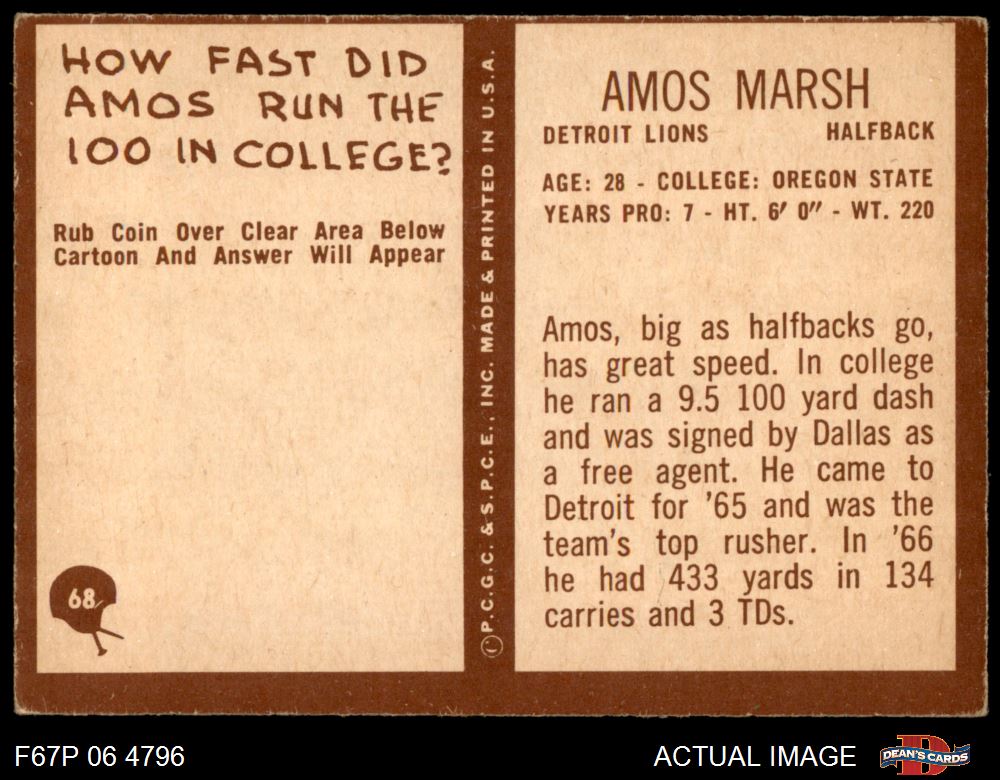 HOW FAST DID
AMOS RUN THE
100 IN COLLEGE?
Rub Coin Over Clear Area Below
Cartoon And Answer Will Appear
68
© P.C.G.C. & S.P.C.E., INC. MADE & PRINTED IN U.S.A.
AMOS MARSH
DETROIT LIONS HALFBACK
AGE: 28 - COLLEGE: OREGON STATE
YEARS PRO: 7 - HT. 6' 0" - WT. 220
Amos, big as halfbacks go,
has great speed. In college
he ran a 9.5 100 yard dash
and was signed by Dallas as
a free agent. He came to
Detroit for '65 and was the
team's top rusher. In '66
he had 433 yards in 134
carries and 3 TDs.
F67P 06 4796
ACTUAL IMAGE
DEAN'S CARDS